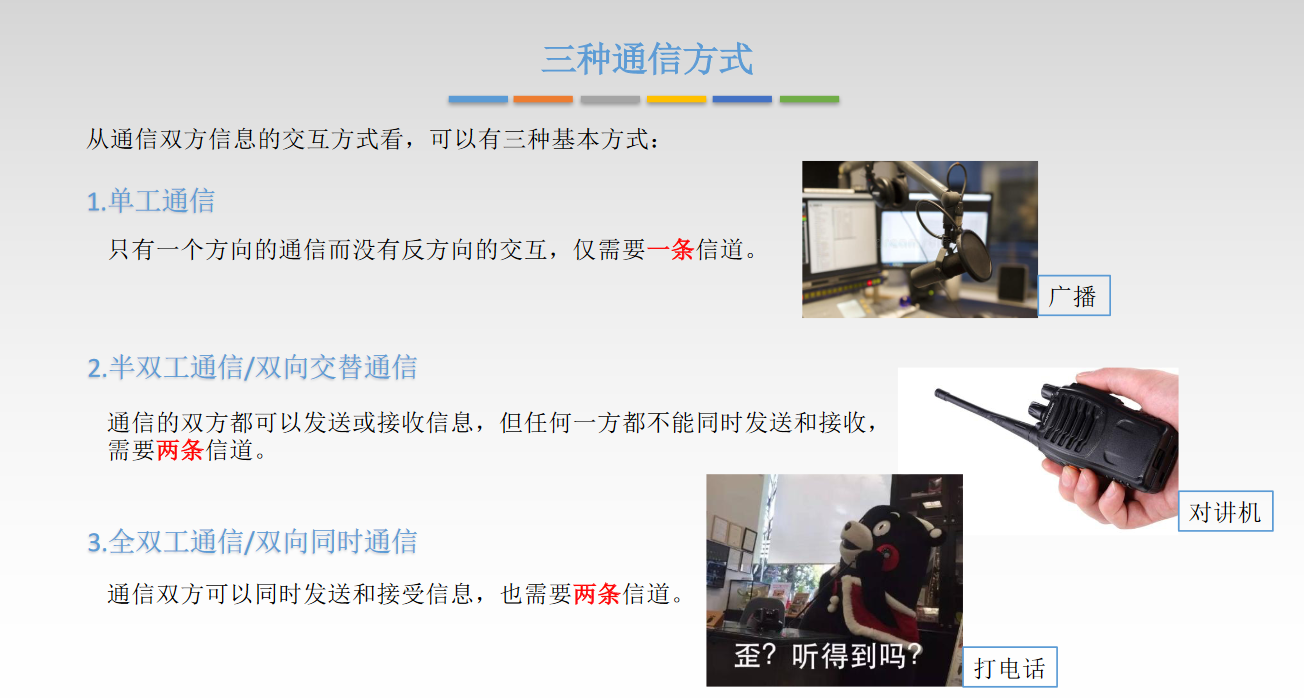 三种通信方式
从通信双方信息的交互方式看，可以有三种基本方式：
1.单工通信
只有一个方向的通信而没有反方向的交互，仅需要一条信道。
广播
2.半双工通信/双向交替通信
通信的双方都可以发送或接收信息，但任何一方都不能同时发送和接收，
需要两条信道。
对讲机
3.全双工通信/双向同时通信
通信双方可以同时发送和接受信息，也需要两条信道。
歪？听得到吗？
打电话